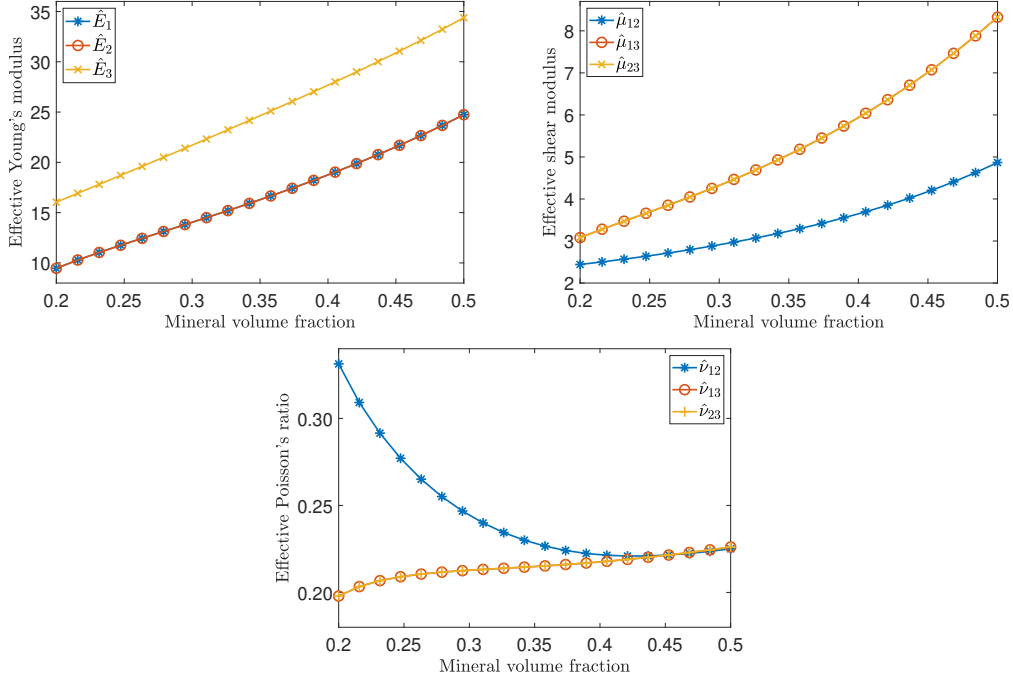 Effective Young's modulus
35
30
25
20
15
10
Ê₁
Ê₂
Ê₃
0.2 0.25 0.3 0.35 0.4 0.45 0.5
Mineral volume fraction
Effective shear modulus
8
7
6
5
4
3
2
μ̂₁₂
μ̂₁₃
μ̂₂₃
0.2 0.25 0.3 0.35 0.4 0.45 0.5
Mineral volume fraction
Effective Poisson's ratio
0.30
0.25
0.20
ν̂₁₂
ν̂₁₃
ν̂₂₃
0.2 0.25 0.3 0.35 0.4 0.45 0.5
Mineral volume fraction